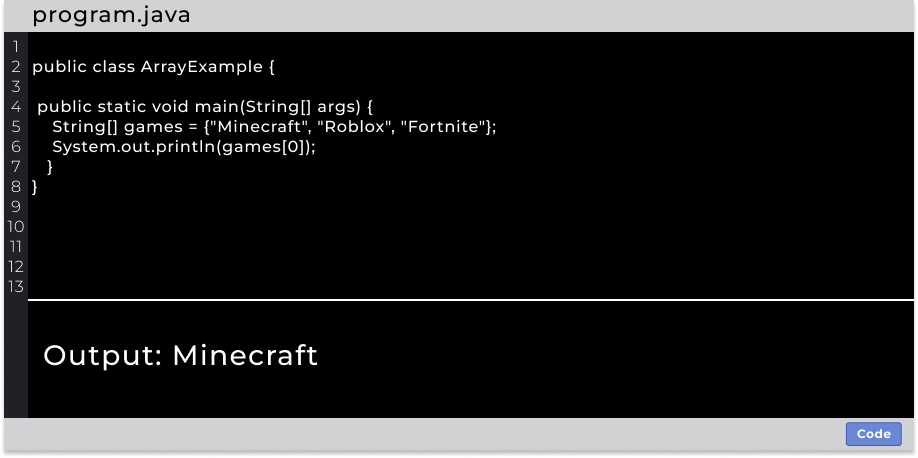 program.java
1
2 public class ArrayExample {
3
4 public static void main(String[] args) {
5 String[] games = {"Minecraft", "Roblox", "Fortnite"};
6 System.out.println(games[0]);
7 }
8 }
9
10
11
12
13
Output: Minecraft
Code